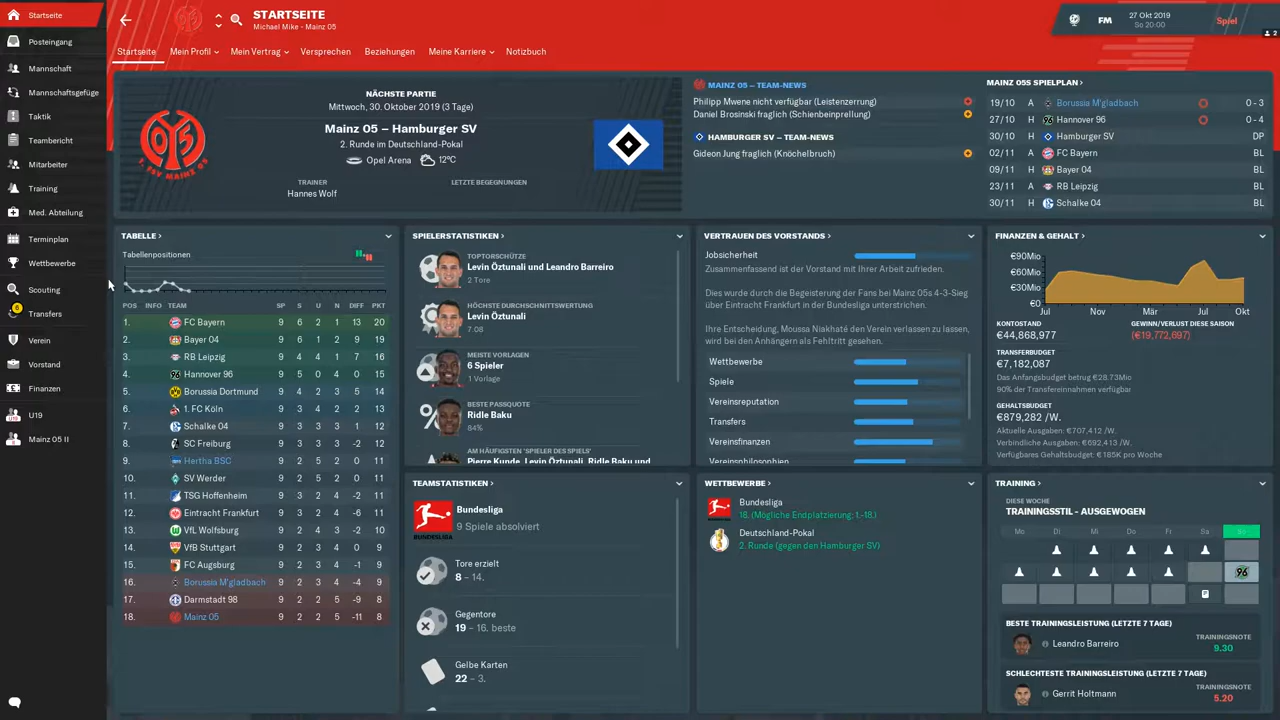 Startseite
Posteingang
Mannschaft
Mannschaftsgefüge
Taktik
Teambericht
Mitarbeiter
Training
Med. Abteilung
Terminplan
Wettbewerbe
Scouting
6
Transfers
Verein
Vorstand
Finanzen
U19
Mainz 05 II
STARTSEITE
Michael Mike - Mainz 05
FM
27 Okt 2019
So 20:00
Spiel
2
Startseite Mein Profil Mein Vertrag Versprechen Beziehungen Meine Karriere Notizbuch
NÄCHSTE PARTIE
Mittwoch, 30. Oktober 2019 (3 Tage)
Mainz 05 – Hamburger SV
2. Runde im Deutschland-Pokal
Opel Arena 12°C
TRAINER LETZTE BEGEGNUNGEN
Hannes Wolf
MAINZ 05 – TEAM-NEWS
Philipp Mwene nicht verfügbar (Leistenzerrung)
Daniel Brosinski fraglich (Schienbeinprellung)
HAMBURGER SV – TEAM-NEWS
Gideon Jung fraglich (Knöchelbruch)
MAINZ 05S SPIELPLAN >
19/10 A Borussia M'gladbach 0 - 3
27/10 H Hannover 96 0 - 4
30/10 H Hamburger SV DP
02/11 A FC Bayern BL
09/11 H Bayer 04 BL
23/11 A RB Leipzig BL
30/11 H Schalke 04 BL
TABELLE >
Tabellenpositionen
POS INFO TEAM SP S U N DIFF PKT
1. FC Bayern 9 6 2 1 13 20
2. Bayer 04 9 6 1 2 9 19
3. RB Leipzig 9 4 4 1 7 16
4. Hannover 96 9 5 0 4 0 15
5. Borussia Dortmund 9 4 2 3 5 14
6. 1. FC Köln 9 3 4 2 2 13
7. Schalke 04 9 3 3 3 1 12
8. SC Freiburg 9 3 3 3 -2 12
9. Hertha BSC 9 2 5 2 0 11
10. SV Werder 9 2 5 2 0 11
11. TSG Hoffenheim 9 3 2 4 -2 11
12. Eintracht Frankfurt 9 3 2 4 -6 11
13. VfL Wolfsburg 9 2 4 3 -2 10
14. VfB Stuttgart 9 3 0 6 -4 9
15. FC Augsburg 9 2 3 4 -1 9
16. Borussia M'gladbach 9 2 3 4 -4 9
17. Darmstadt 98 9 2 2 5 -9 8
18. Mainz 05 9 2 2 5 -11 8
SPIELERSTATISTIKEN >
TOPTORSCHÜTZE
Levin Öztunali und Leandro Barreiro
2 Tore
HÖCHSTE DURCHSCHNITTSWERTUNG
Levin Öztunali
7.08
MEISTE VORLAGEN
6 Spieler
1 Vorlage
BESTE PASSQUOTE
Ridle Baku
84%
AM HÄUFIGSTEN 'SPIELER DES SPIELS'
Pierre Kunde, Levin Öztunali, Ridle Baku und
VERTRAUEN DES VORSTANDS >
Jobsicherheit
Zusammenfassend ist der Vorstand mit Ihrer Arbeit zufrieden.
Dies wurde durch die Begeisterung der Fans bei Mainz 05s 4-3-Sieg
über Eintracht Frankfurt in der Bundesliga unterstrichen.
Ihre Entscheidung, Moussa Niakhaté den Verein verlassen zu lassen,
wird bei den Anhängern als Fehltritt gesehen.
Wettbewerbe
Spiele
Vereinsreputation
Transfers
Vereinsfinanzen
Vereinsphilosophien
FINANZEN & GEHALT >
€90Mio
€60Mio
€30Mio
€0
Jul Nov Mär Jul Okt
KONTOSTAND GEWINN/VERLUST DIESE SAISON
€44,868,977 (€19,772,697)
TRANSFERBUDGET
€7,182,087
Das Anfangsbudget betrug €28.73Mio
90% der Transfereinnahmen verfügbar
GEHALTSBUDGET
€879,282 /W.
Aktuelle Ausgaben: €707,412 /W.
Verbindliche Ausgaben: €692,413 /W.
Verfügbares Gehaltsbudget: € 185K pro Woche
TEAMSTATISTIKEN >
BUNDESLIGA
Bundesliga
9 Spiele absolviert
Tore erzielt
8 – 14.
Gegentore
19 – 16. beste
Gelbe Karten
22 – 3.
WETTBEWERBE >
Bundesliga
18. (Mögliche Endplatzierung: 1.-18.)
Deutschland-Pokal
2. Runde (gegen den Hamburger SV)
TRAINING >
DIESE WOCHE
TRAININGSSTIL - AUSGEWOGEN
Mo Di Mi Do Fr Sa So
96
BESTE TRAININGSLEISTUNG (LETZTE 7 TAGE)
Leandro Barreiro
TRAININGSNOTE
9.30
SCHLECHTESTE TRAININGSLEISTUNG (LETZTE 7 TAGE)
Gerrit Holtmann
TRAININGSNOTE
5.20